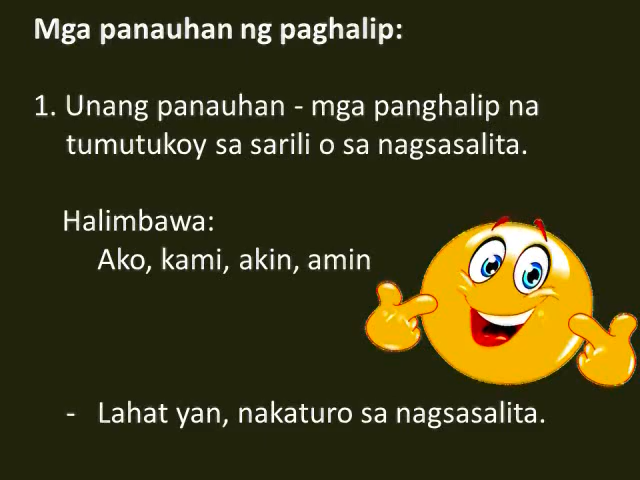 Mga panauhan ng paghalip:
1. Unang panauhan - mga panghalip na
tumutukoy sa sarili o sa nagsasalita.
Halimbawa:
Ako, kami, akin, amin
- Lahat yan, nakaturo sa nagsasalita.